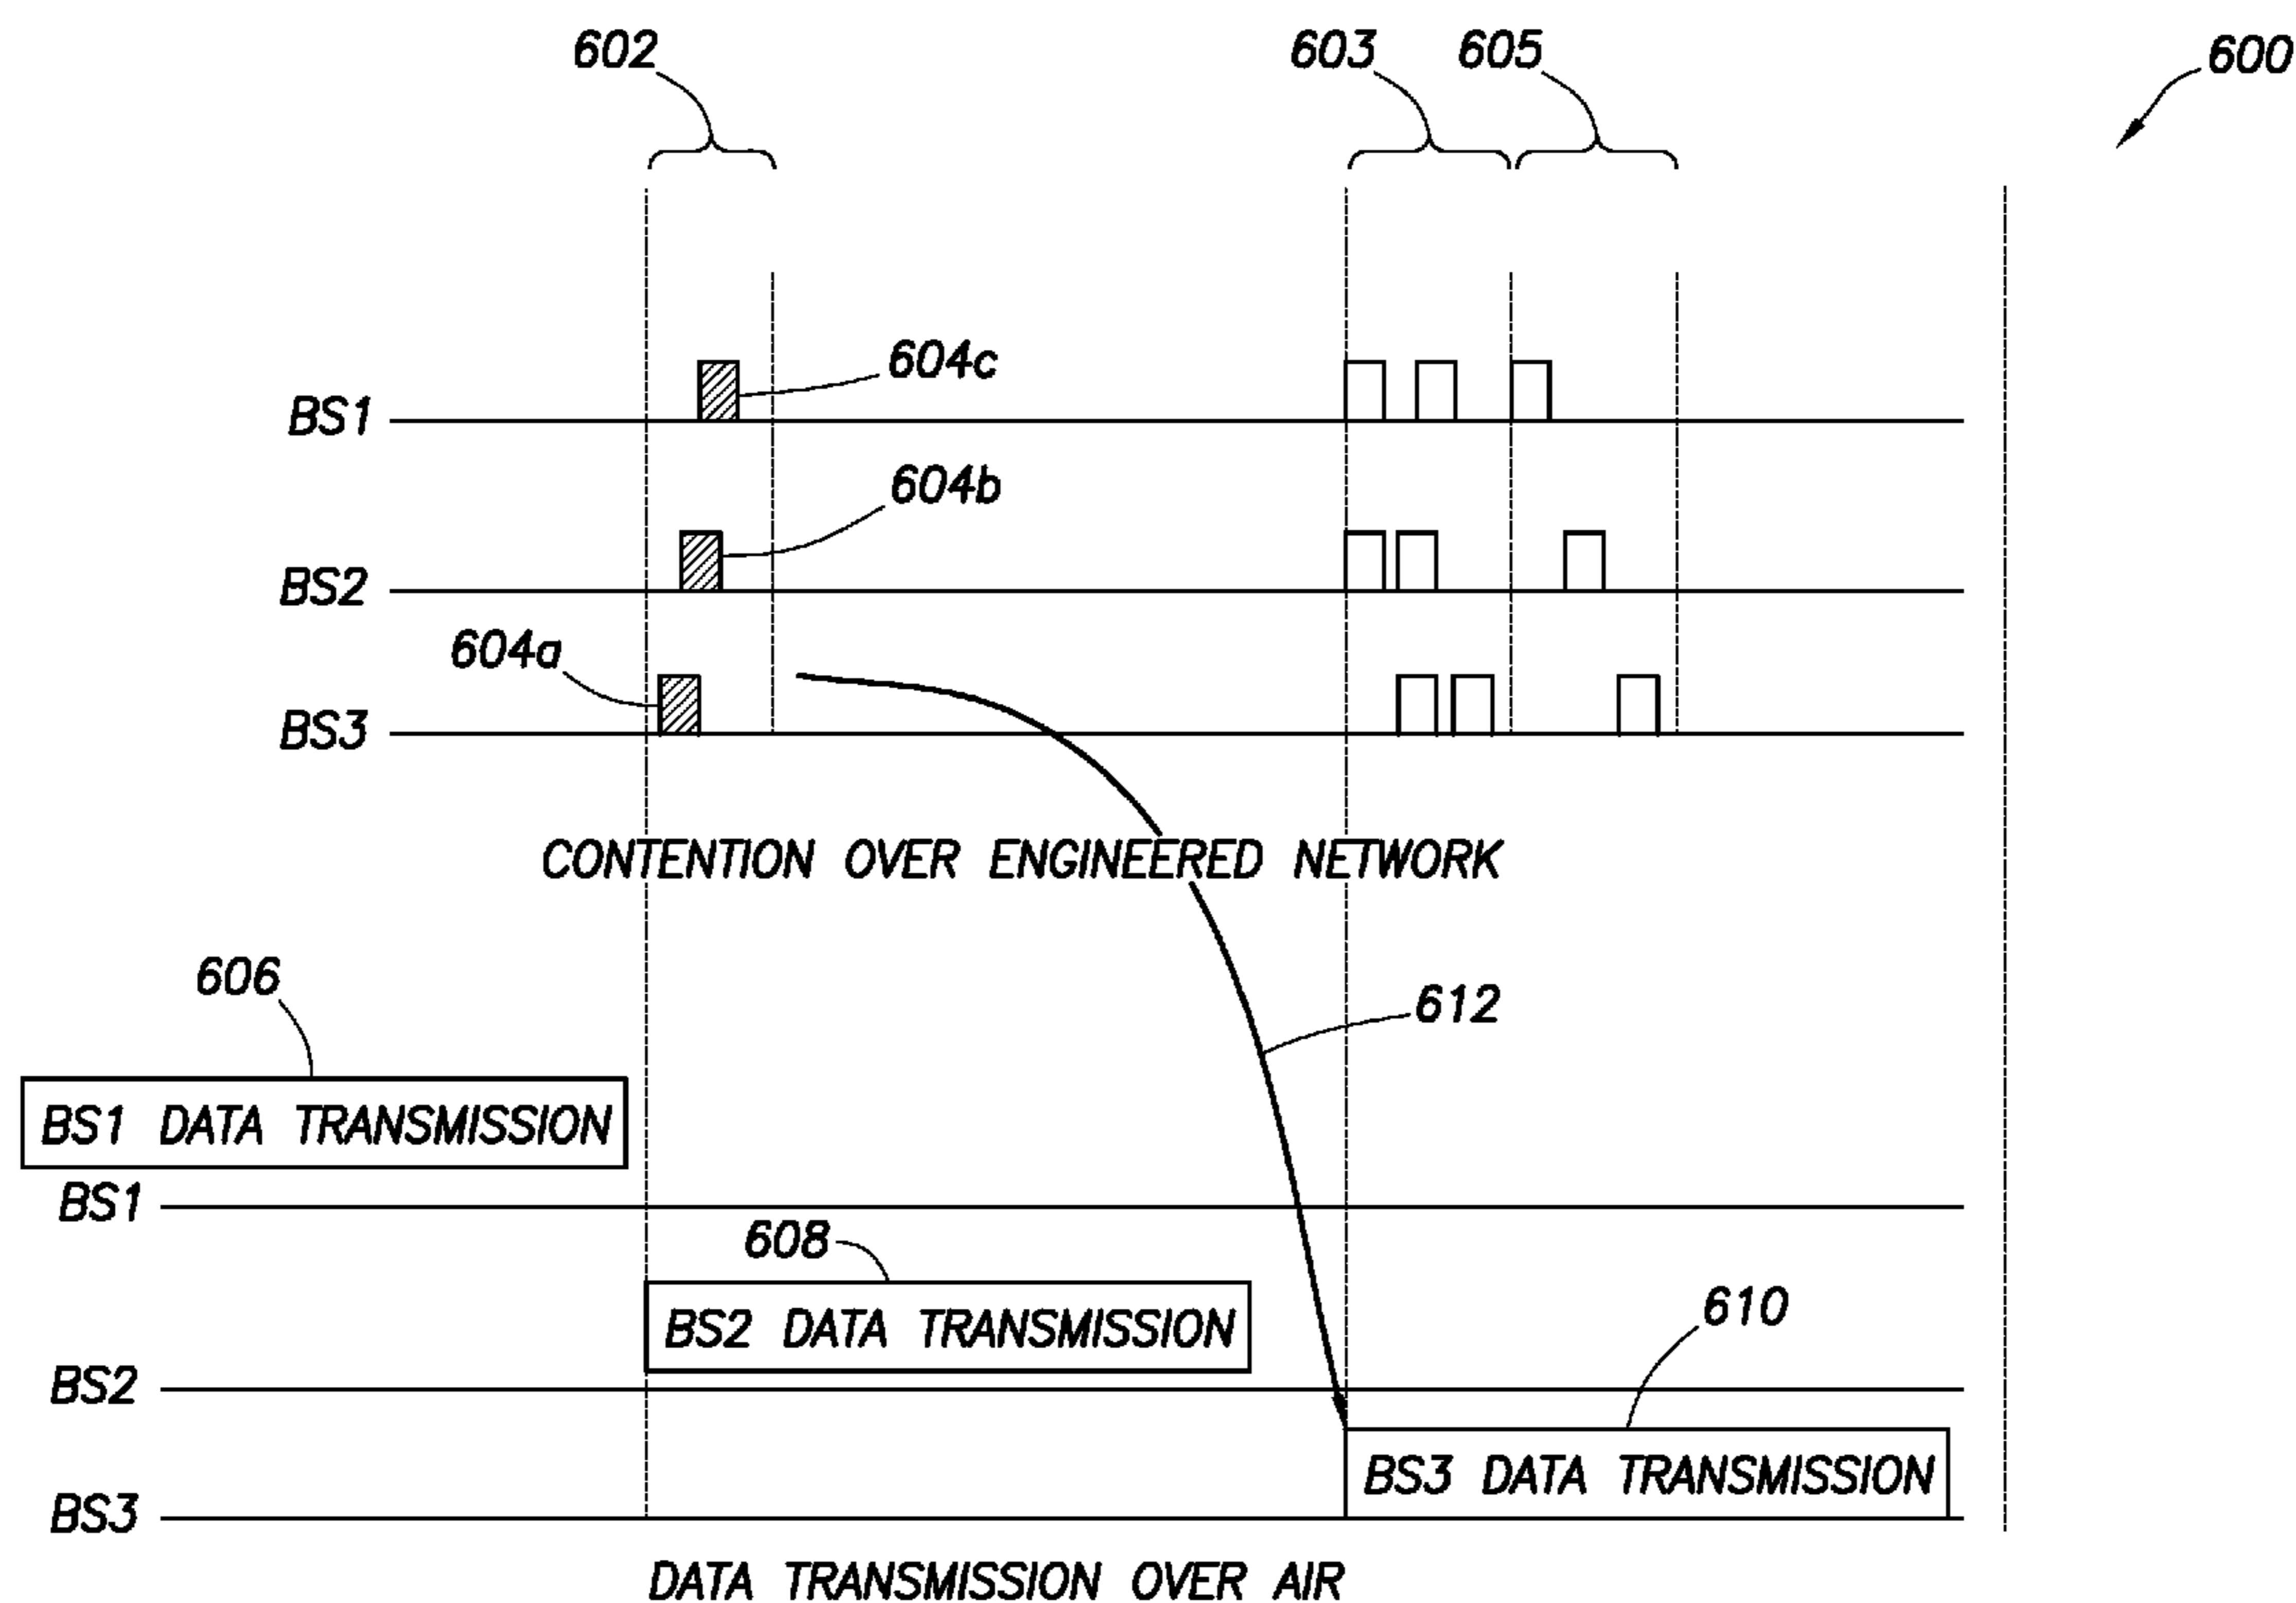 602
603
605
600
604c
BS1
604b
BS2
604a
BS3
CONTENTION OVER ENGINEERED NETWORK
606
612
BS1 DATA TRANSMISSION
BS1
608
BS2 DATA TRANSMISSION
610
BS2
BS3 DATA TRANSMISSION
BS3
DATA TRANSMISSION OVER AIR